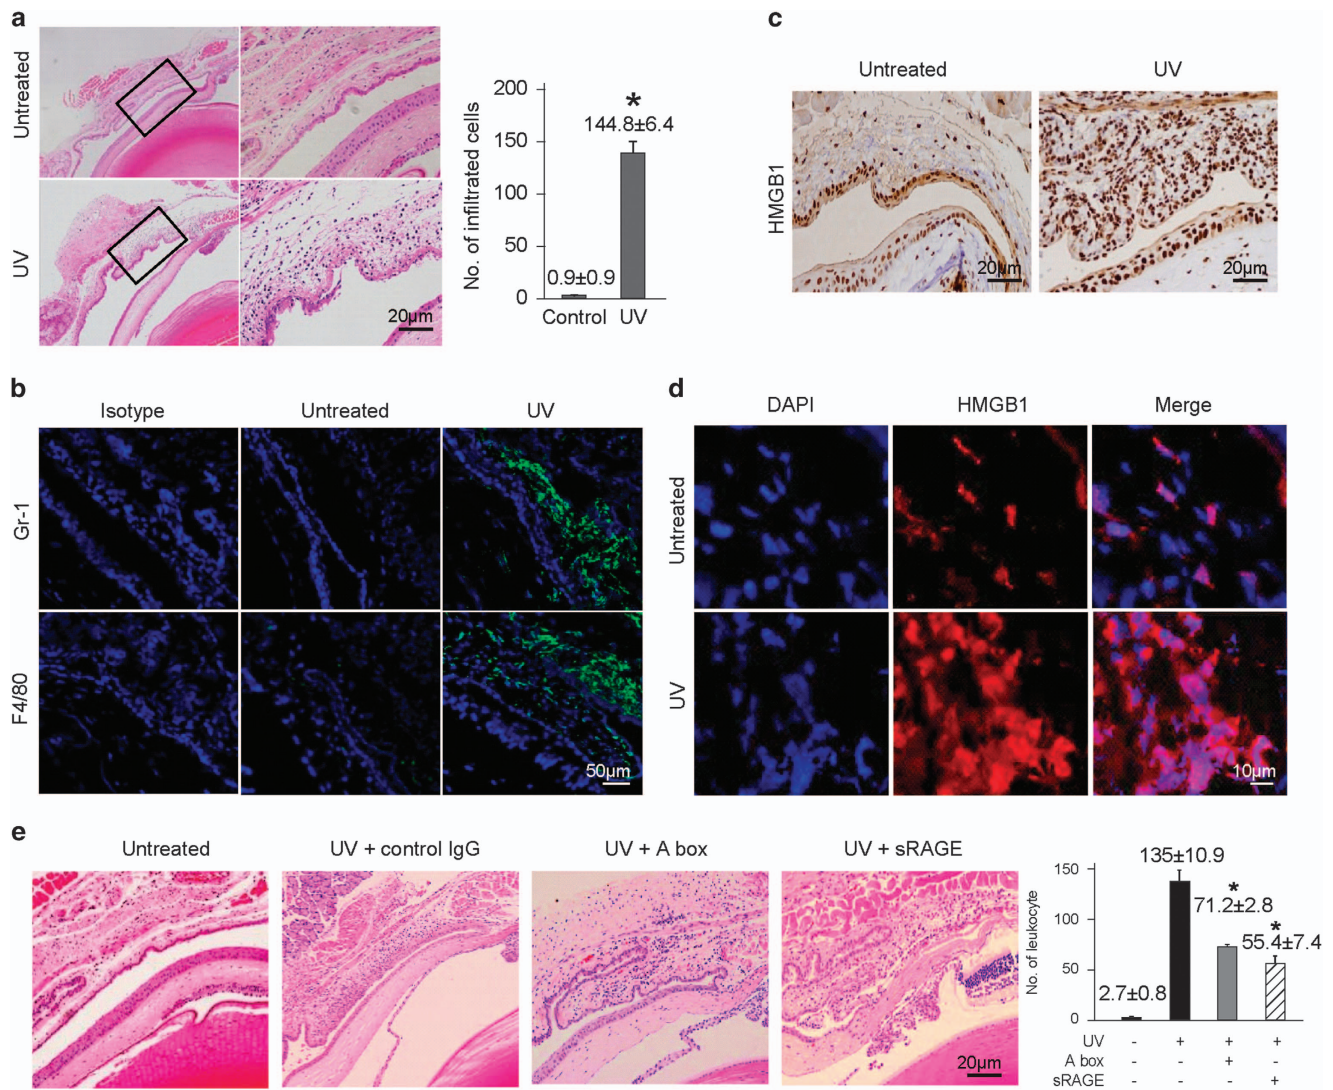 a
Untreated
UV
20µm
No. of infiltrated cells
200
150
100
50
0
*
144.8±6.4
0.9±0.9
Control UV
c
Untreated UV
HMGB1
20µm 20µm
b
Isotype Untreated UV
Gr-1
F4/80
50µm
d
DAPI HMGB1 Merge
Untreated
UV
10µm
e
Untreated UV + control IgG UV + A box UV + sRAGE
20µm
No. of leukocyte
150
100
50
0
135±10.9
*
71.2±2.8
*
55.4±7.4
2.7±0.8
UV - + + +
A box - - +
sRAGE - - +